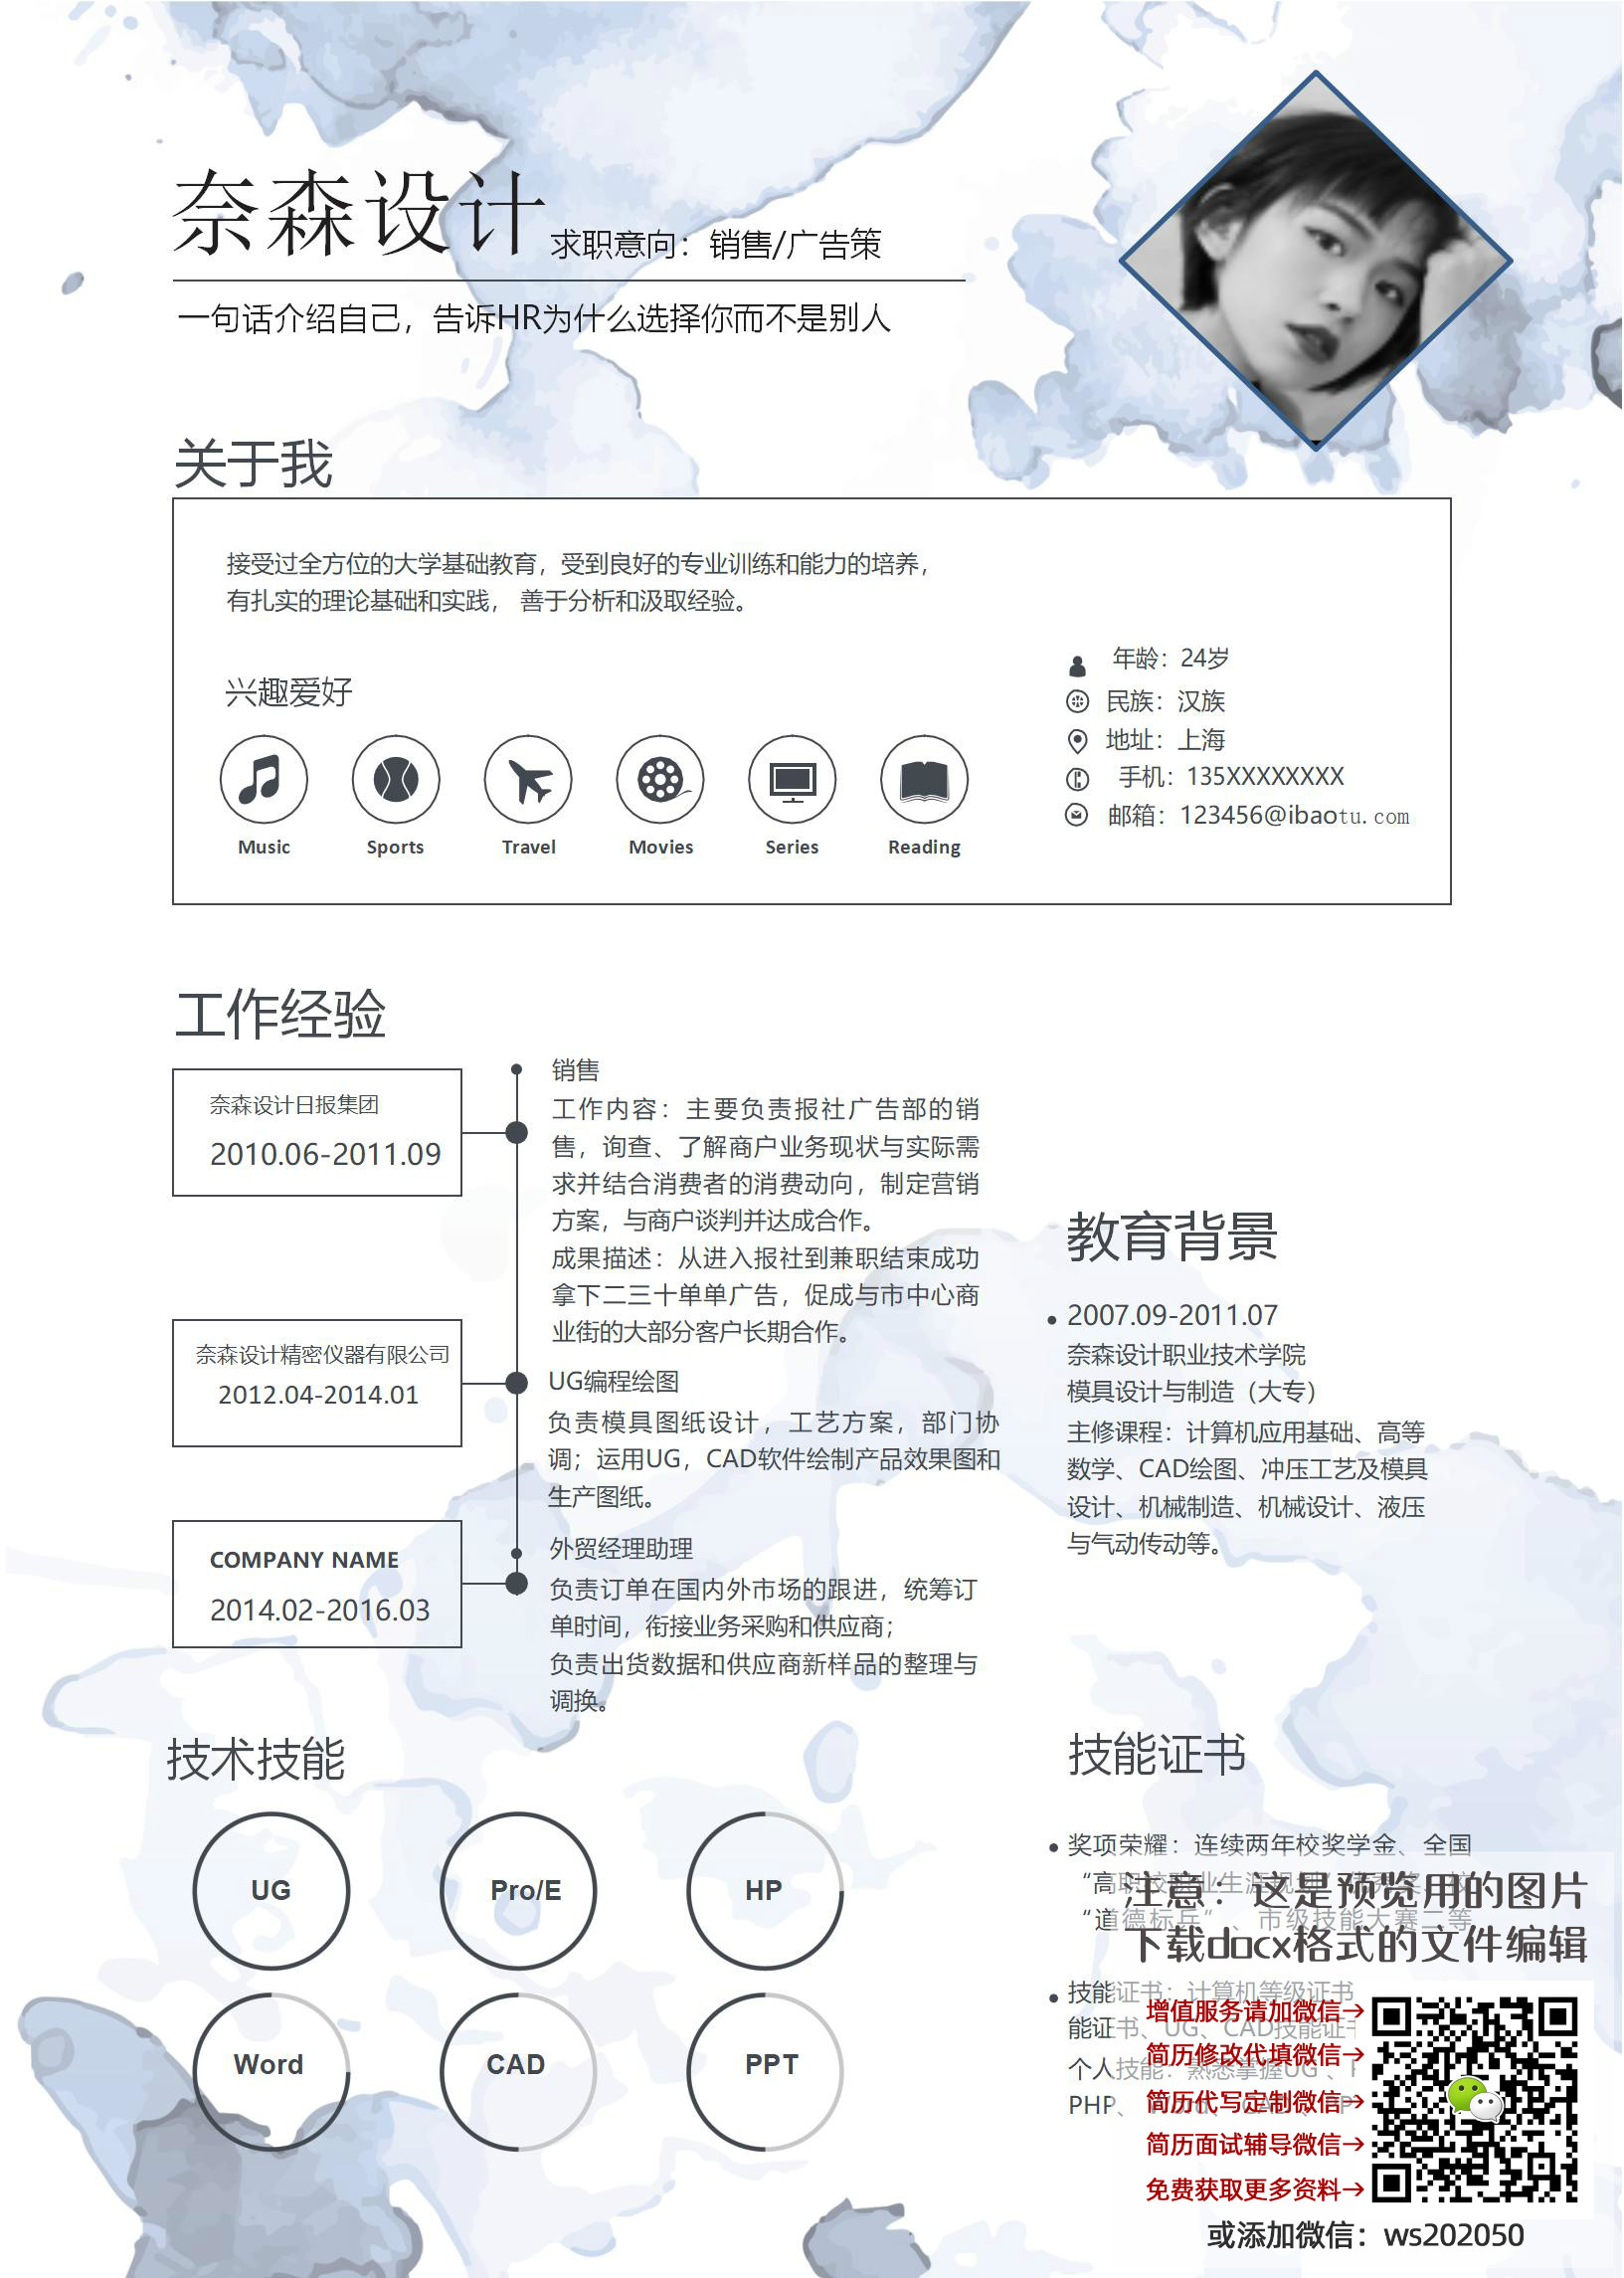 奈森设计 求职意向：销售/广告策
一句话介绍自己，告诉HR为什么选择你而不是别人
关于我
接受过全方位的大学基础教育，受到良好的专业训练和能力的培养，
有扎实的理论基础和实践， 善于分析和汲取经验。
兴趣爱好
Music Sports Travel Movies Series Reading
年龄：24岁
民族：汉族
地址：上海
手机：135XXXXXXXX
邮箱：123456@ibaotu.com
工作经验
奈森设计日报集团
2010.06-2011.09
销售
工作内容：主要负责报社广告部的销
售，询查、了解商户业务现状与实际需
求并结合消费者的消费动向，制定营销
方案，与商户谈判并达成合作。
成果描述：从进入报社到兼职结束成功
拿下二三十单单广告，促成与市中心商
业街的大部分客户长期合作。
奈森设计精密仪器有限公司
2012.04-2014.01
UG编程绘图
负责模具图纸设计，工艺方案，部门协
调；运用UG，CAD软件绘制产品效果图和
生产图纸。
COMPANY NAME
2014.02-2016.03
外贸经理助理
负责订单在国内外市场的跟进，统筹订
单时间，衔接业务采购和供应商；
负责出货数据和供应商新样品的整理与
调换。
教育背景
2007.09-2011.07
奈森设计职业技术学院
模具设计与制造（大专）
主修课程：计算机应用基础、高等
数学、CAD绘图、冲压工艺及模具
设计、机械制造、机械设计、液压
与气动传动等。
技术技能
UG Pro/E HP
Word CAD PPT
技能证书
奖项荣耀：连续两年校奖学金、全国
“高职校职业生涯规划”
“道德标兵”、市级技能大赛二等
技能证书：计算机等级证书
能证书、UG、CAD技能证
个人技能：熟悉掌握UG、
PHP、Word、CAD、
注意：这是预览用的图片
下载docx格式的文件编辑
增值服务请加微信→
简历修改代填微信→
简历代写定制微信→
简历面试辅导微信→
免费获取更多资料→
或添加微信：ws202050